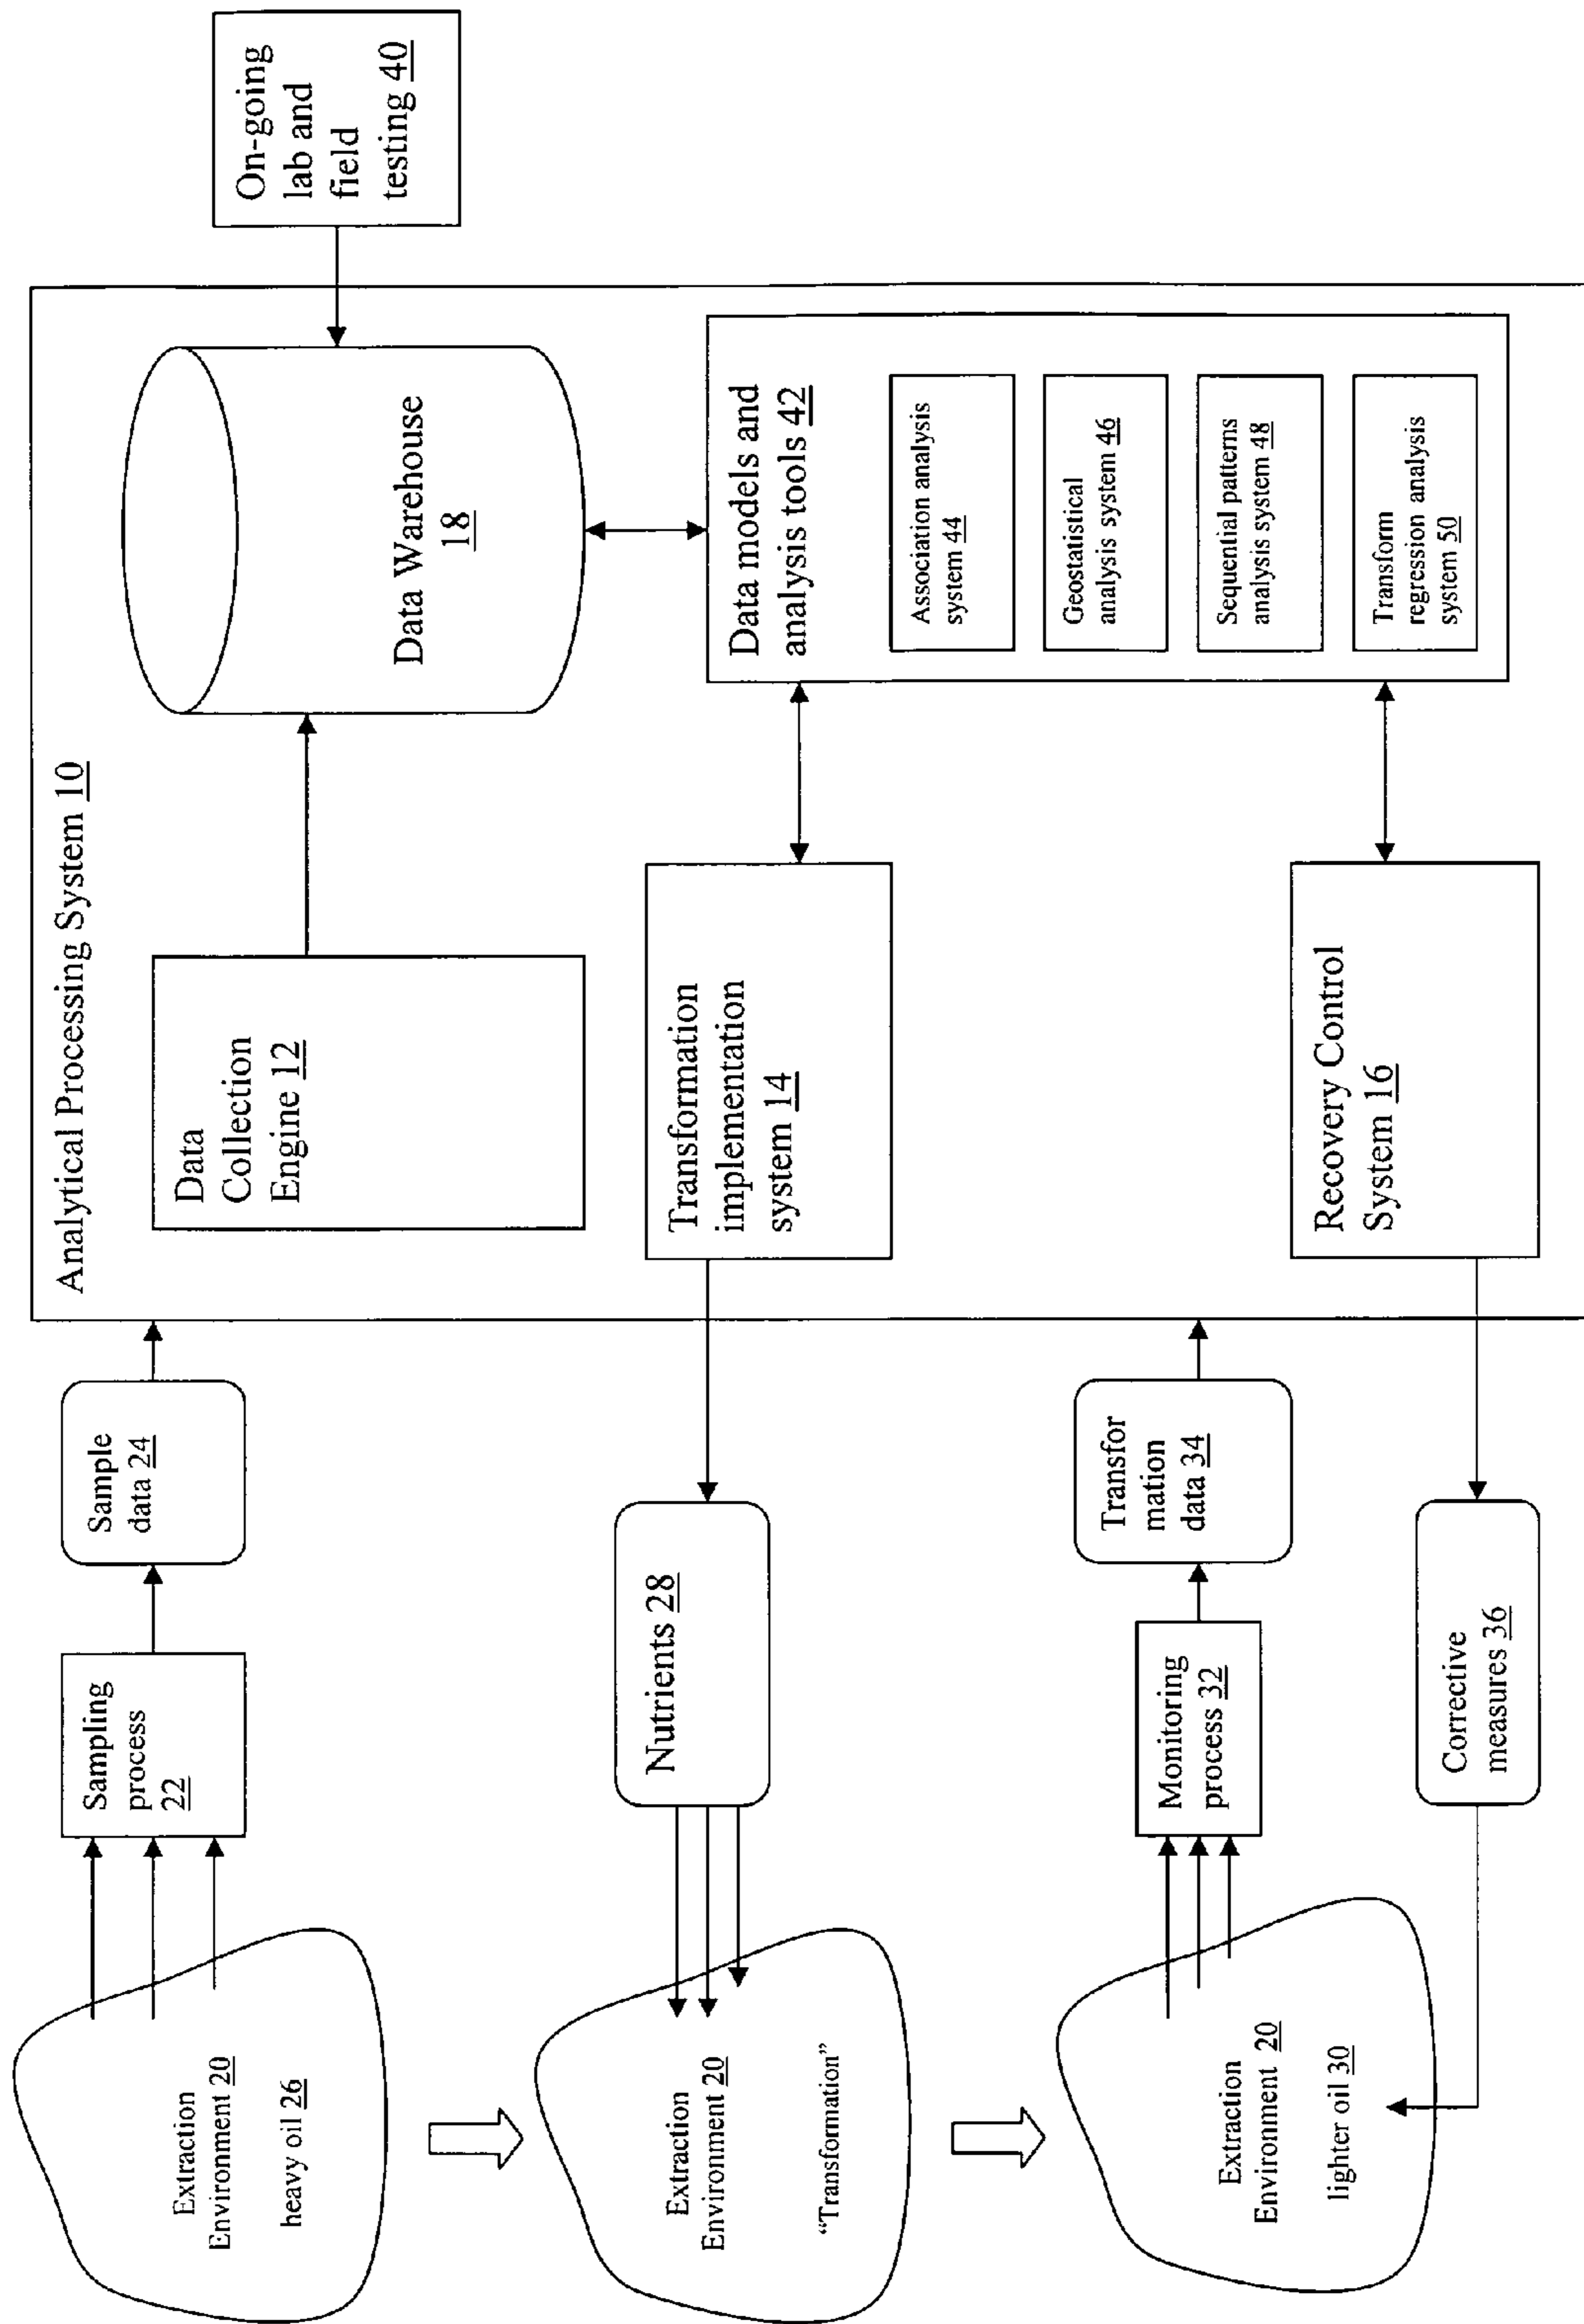 Extraction
Environment 20
heavy oil 26
Sampling
process
22
Sample
data 24
Analytical Processing System 10
Data
Collection
Engine 12
Data Warehouse
18
On-going
lab and
field
testing 40
Extraction
Environment 20
“Transformation”
Nutrients 28
Transformation
implementation
system 14
Data models and
analysis tools 42
Association analysis
system 44
Geostatistical
analysis system 46
Sequential patterns
analysis system 48
Transform
regression analysis
system 50
Extraction
Environment 20
lighter oil 30
Monitoring
process 32
Transfor
mation
data 34
Corrective
measures 36
Recovery Control
System 16